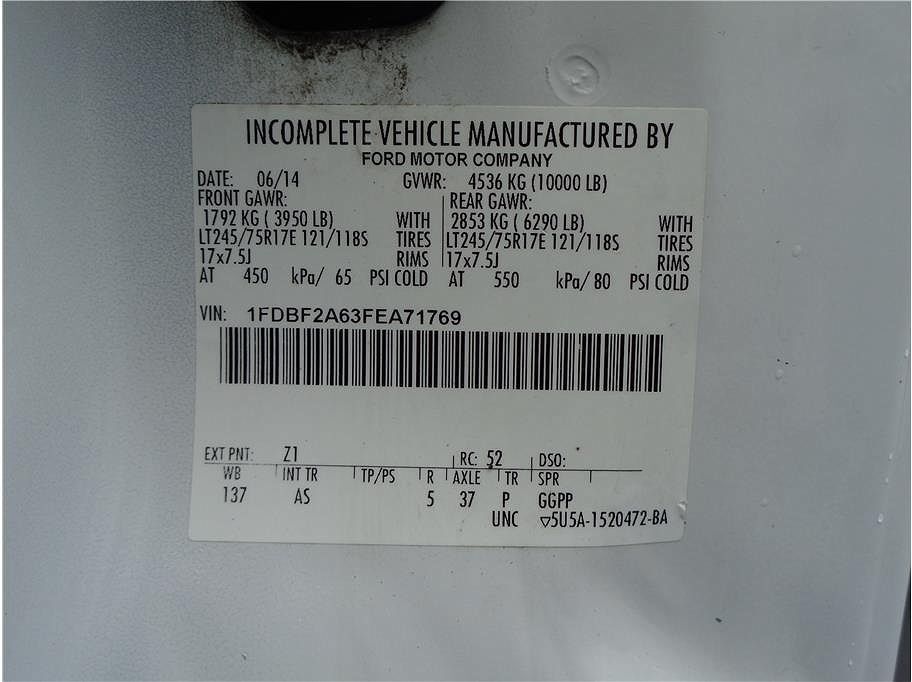 INCOMPLETE VEHICLE MANUFACTURED BY
FORD MOTOR COMPANY
DATE: 06/14 GVWR: 4536 KG (10000 LB)
FRONT GAWR: REAR GAWR:
1792 KG ( 3950 LB) WITH 2853 KG ( 6290 LB) WITH
LT245/75R17E 121/118S TIRES LT245/75R17E 121/118S TIRES
17x7.5J RIMS 17x7.5J RIMS
AT 450 kPa/ 65 PSI COLD AT 550 kPa/ 80 PSI COLD
VIN: 1FDBF2A63FEA71769
EXT PNT: Z1 RC: 52 DSO:
WB INT TR TP/PS R AXLE TR SPR
137 AS 5 37 P GGPP
UNC ▽5U5A-1520472-BA